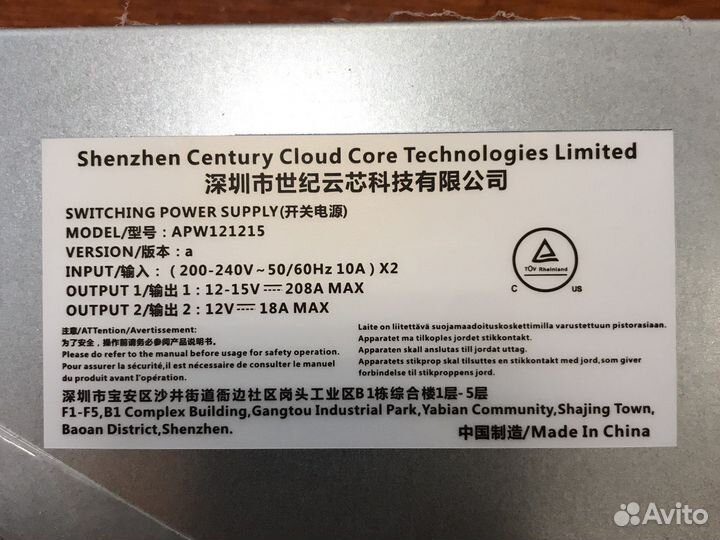 Shenzhen Century Cloud Core Technologies Limited
深圳市世纪云芯科技有限公司
SWITCHING POWER SUPPLY(开关电源)
MODEL/型号: APW121215
VERSION/版本: a
INPUT/输入: (200-240V～50/60Hz 10A) X2
OUTPUT 1/输出 1: 12-15V⎓208A MAX
OUTPUT 2/输出 2: 12V⎓18A MAX
TÜV Rheinland
C US
注意/ATTention/Avertissement:
为了安全，操作前请务必参阅产品说明书。
Please do refer to the manual before usage for safety operation.
Pour assurer la sécurité,il est nécessaire de consulter le manuel
du produit avant l'opération.
Laite on liitettävä suojamaadoituskoskettimilla varustettuun pistorasiaan.
Apparatet ma tilkoples jordet stikkontakt.
Apparaten skall anslutas till jordat uttag.
Apparatets stikprop skal tilsuttes en stikkontakt med jord,som giver
forbindelse til stikproppens jord.
深圳市宝安区沙井街道衙边社区岗头工业区B1栋综合楼1层-5层
F1-F5,B1 Complex Building,Gangtou Industrial Park,Yabian Community,Shajing Town,
Baoan District,Shenzhen.
中国制造/Made In China
Avito